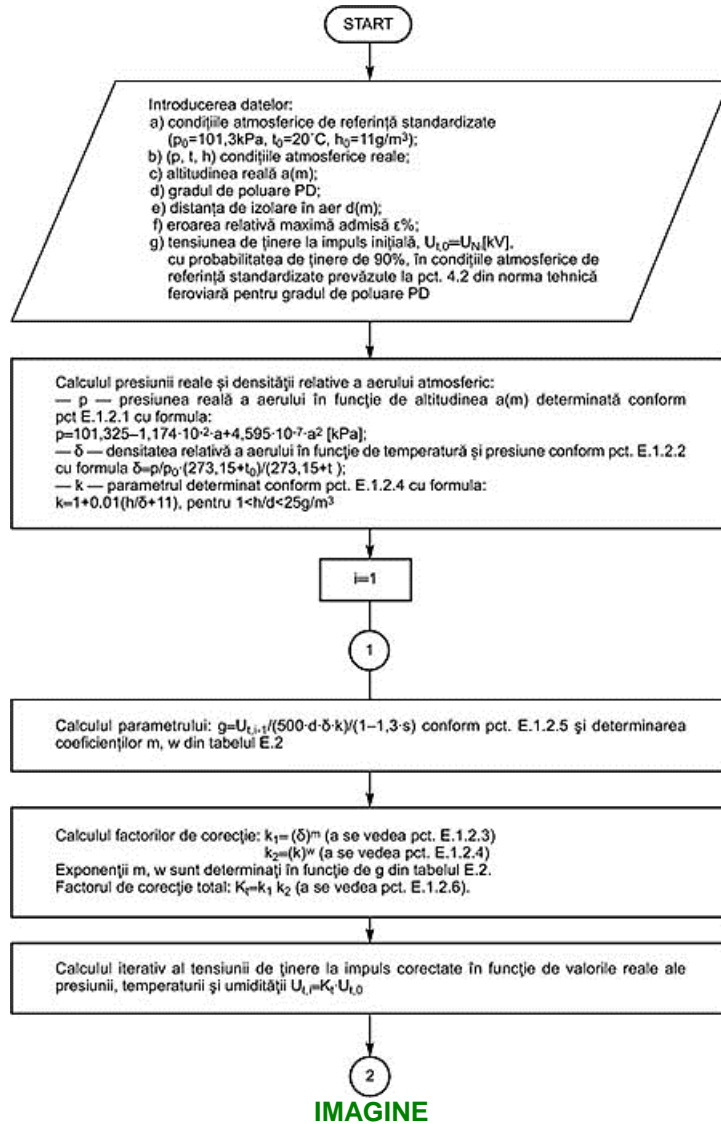 START
Introducerea datelor:
a) condițiile atmosferice de referință standardizate
(p₀=101,3kPa, t₀=20˚C, h₀=11g/m³);
b) (p, t, h) condițiile atmosferice reale;
c) altitudinea reală a(m);
d) gradul de poluare PD;
e) distanța de izolare în aer d(m);
f) eroarea relativă maximă admisă ε%;
g) tensiunea de ținere la impuls inițială, Uₜ,₀=U_Ni[kV],
cu probabilitatea de ținere de 90%, în condițiile atmosferice de
referință standardizate prevăzute la pct. 4.2 din norma tehnică
feroviară pentru gradul de poluare PD
Calculul presiunii reale și densității relative a aerului atmosferic:
— p — presiunea reală a aerului în funcție de altitudinea a(m) determinată conform
pct E.1.2.1 cu formula:
p=101,325–1,174·10⁻²·a+4,595·10⁻⁷·a² [kPa];
— δ — densitatea relativă a aerului în funcție de temperatură și presiune conform pct. E.1.2.2
cu formula δ=p/p₀·(273,15+t₀)/(273,15+t );
— k — parametrul determinat conform pct. E.1.2.4 cu formula:
k=1+0.01(h/δ+11), pentru 1<h/d<25g/m³
i=1
1
Calculul parametrului: g=Uₜ,ᵢ₋₁/(500·d·δ·k)/(1–1,3·s) conform pct. E.1.2.5 și determinarea
coeficienților m, w din tabelul E.2
Calculul factorilor de corecție: k₁= (δ)ᵐ (a se vedea pct. E.1.2.3)
k₂=(k)ʷ (a se vedea pct. E.1.2.4)
Exponenții m, w sunt determinați în funcție de g din tabelul E.2.
Factorul de corecție total: Kₜ=k₁ k₂ (a se vedea pct. E.1.2.6).
Calculul iterativ al tensiunii de ținere la impuls corectate în funcție de valorile reale ale
presiunii, temperaturii și umidității Uₜ,ᵢ=Kₜ·Uₜ,₀
2
IMAGINE